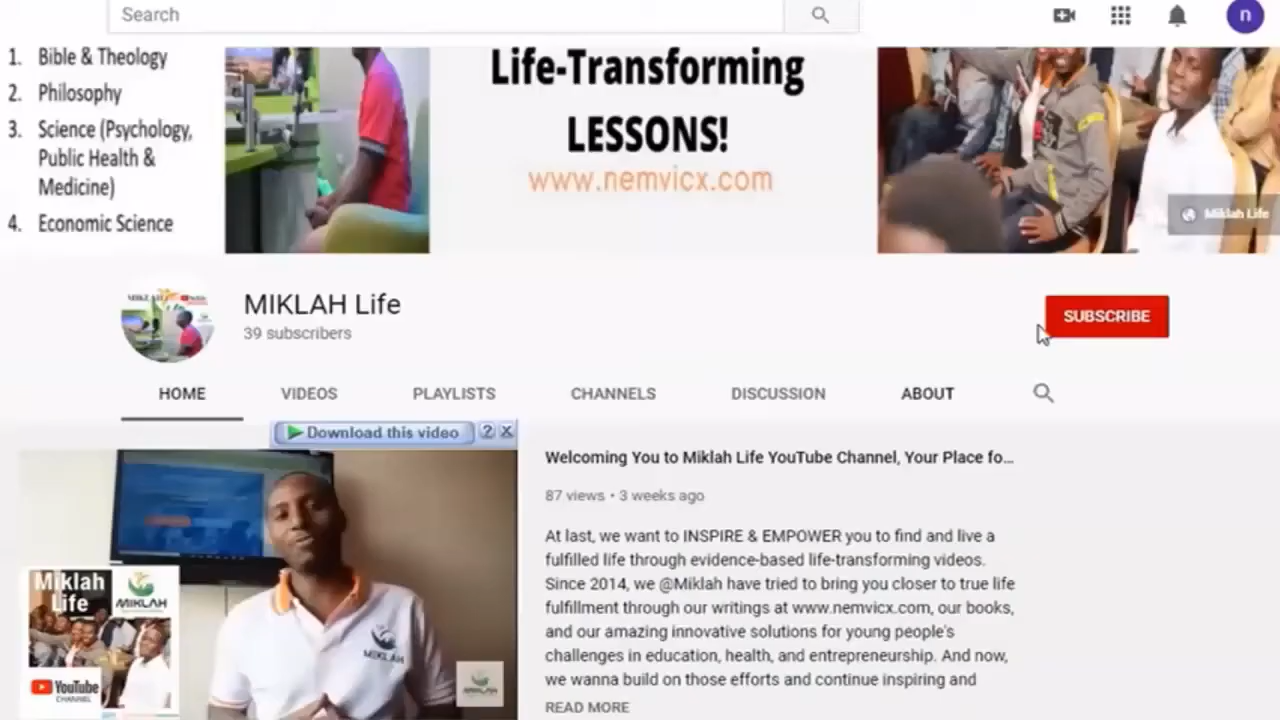 Search
n
1. Bible & Theology
2. Philosophy
3. Science (Psychology,
Public Health &
Medicine)
4. Economic Science
Life-Transforming
LESSONS!
www.nemvicx.com
Miklah Life
MIKLAH Life
39 subscribers
SUBSCRIBE
HOME VIDEOS PLAYLISTS CHANNELS DISCUSSION ABOUT
Download this video ? X
Welcoming You to Miklah Life YouTube Channel, Your Place fo...
87 views • 3 weeks ago
At last, we want to INSPIRE & EMPOWER you to find and live a
fulfilled life through evidence-based life-transforming videos.
Since 2014, we @Miklah have tried to bring you closer to true life
fulfillment through our writings at www.nemvicx.com, our books,
and our amazing innovative solutions for young people's
challenges in education, health, and entrepreneurship. And now,
we wanna build on those efforts and continue inspiring and
READ MORE
Miklah
Life
MIKLAH
YouTube
CHANNEL
MIKLAH
MIKLAH